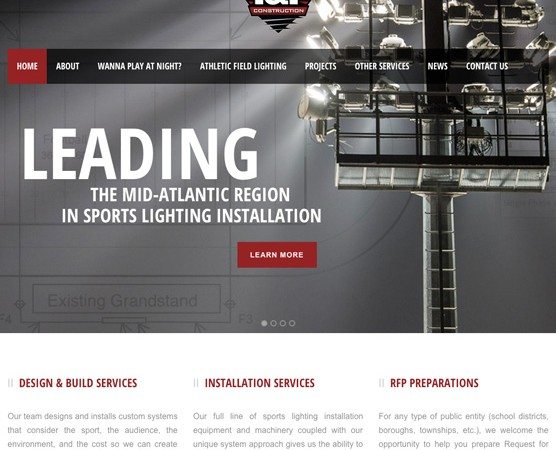 CONSTRUCTION
HOME ABOUT WANNA PLAY AT NIGHT? ATHLETIC FIELD LIGHTING PROJECTS OTHER SERVICES NEWS CONTACT US
LEADING
THE MID-ATLANTIC REGION
IN SPORTS LIGHTING INSTALLATION
LEARN MORE
Existing Grandstand
F4
F3
DESIGN & BUILD SERVICES
Our team designs and installs custom systems
that consider the sport, the audience, the
environment, and the cost so we can create
INSTALLATION SERVICES
Our full line of sports lighting installation
equipment and machinery coupled with our
unique system approach gives us the ability to
RFP PREPARATIONS
For any type of public entity (school districts,
boroughs, townships, etc.), we welcome the
opportunity to help you prepare Request for